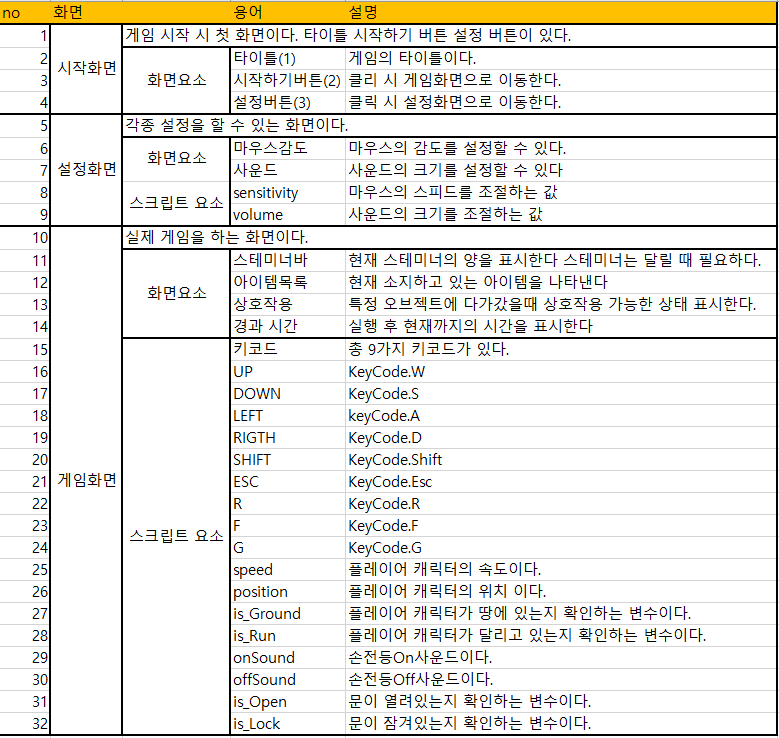 no 화면 용어 설명
1 게임 시작 시 첫 화면이다. 타이틀 시작하기 버튼 설정 버튼이 있다.
시작화면
2 타이틀(1) 게임의 타이틀이다.
화면요소
3 시작하기버튼(2) 클리 시 게임화면으로 이동한다.
4 설정버튼(3) 클릭 시 설정화면으로 이동한다.
5 각종 설정을 할 수 있는 화면이다.
설정화면
6 마우스감도 마우스의 감도를 설정할 수 있다.
화면요소
7 사운드 사운드의 크기를 설정할 수 있다
8 sensitivity 마우스의 스피드를 조절하는 값
스크립트 요소
9 volume 사운드의 크기를 조절하는 값
10 실제 게임을 하는 화면이다.
게임화면
11 스테미너바 현재 스테미너의 양을 표시한다 스테미너는 달릴 때 필요하다.
화면요소
12 아이템목록 현재 소지하고 있는 아이템을 나타낸다
13 상호작용 특정 오브젝트에 다가갔을때 상호작용 가능한 상태 표시한다.
14 경과 시간 실행 후 현재까지의 시간을 표시한다
15 키코드 총 9가지 키코드가 있다.
스크립트 요소
16 UP KeyCode.W
17 DOWN KeyCode.S
18 LEFT keyCode.A
19 RIGTH KeyCode.D
20 SHIFT KeyCode.Shift
21 ESC KeyCode.Esc
22 R KeyCode.R
23 F KeyCode.F
24 G KeyCode.G
25 speed 플레이어 캐릭터의 속도이다.
26 position 플레이어 캐릭터의 위치 이다.
27 is_Ground 플레이어 캐릭터가 땅에 있는지 확인하는 변수이다.
28 is_Run 플레이어 캐릭터가 달리고 있는지 확인하는 변수이다.
29 onSound 손전등On사운드이다.
30 offSound 손전등Off사운드이다.
31 is_Open 문이 열려있는지 확인하는 변수이다.
32 is_Lock 문이 잠겨있는지 확인하는 변수이다.